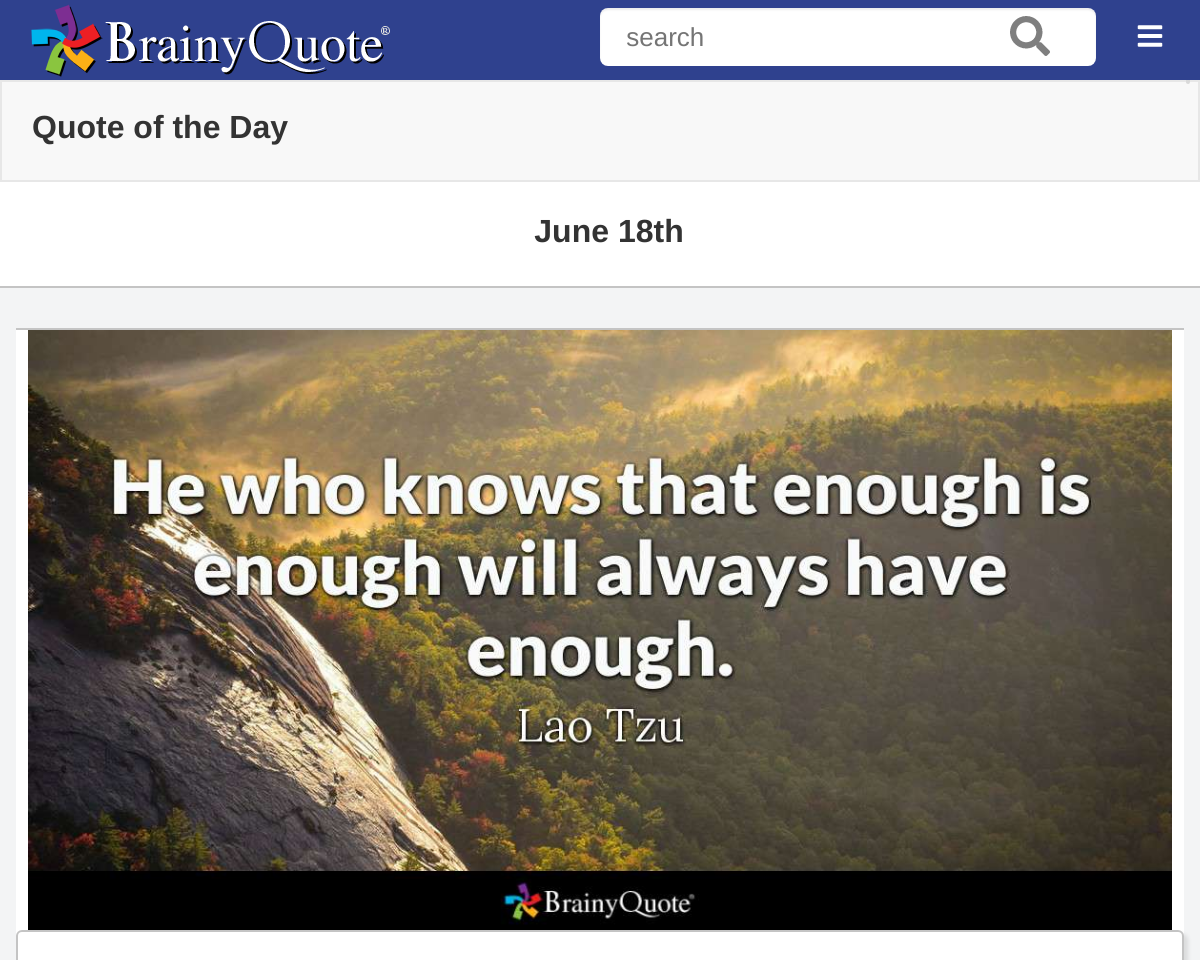 BrainyQuote®
search
Quote of the Day
June 18th
He who knows that enough is
enough will always have
enough.
Lao Tzu
BrainyQuote®